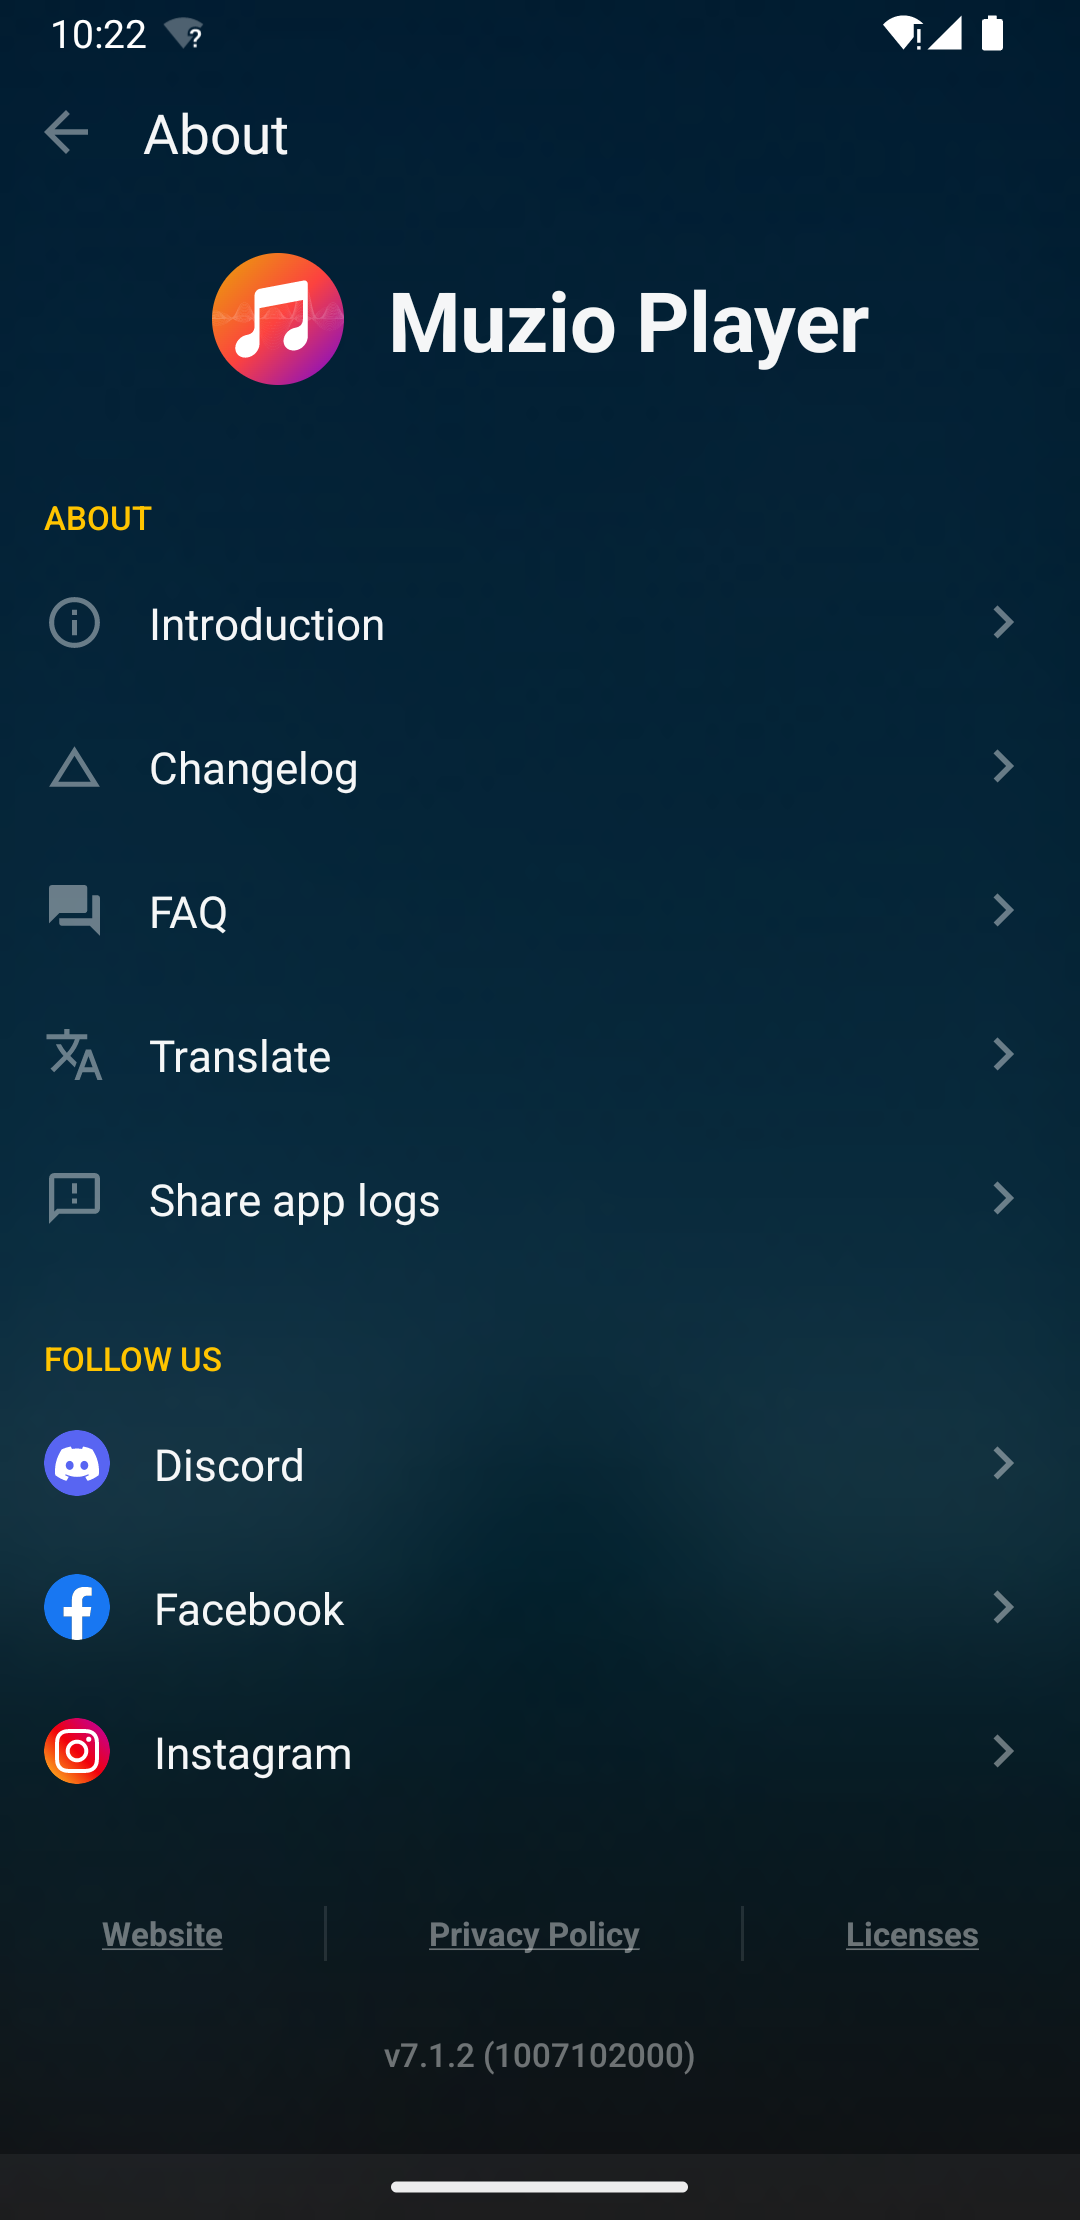 10:22
About
Muzio Player
ABOUT
Introduction
Changelog
FAQ
Translate
Share app logs
FOLLOW US
Discord
Facebook
Instagram
Website
Privacy Policy
Licenses
v7.1.2 (1007102000)